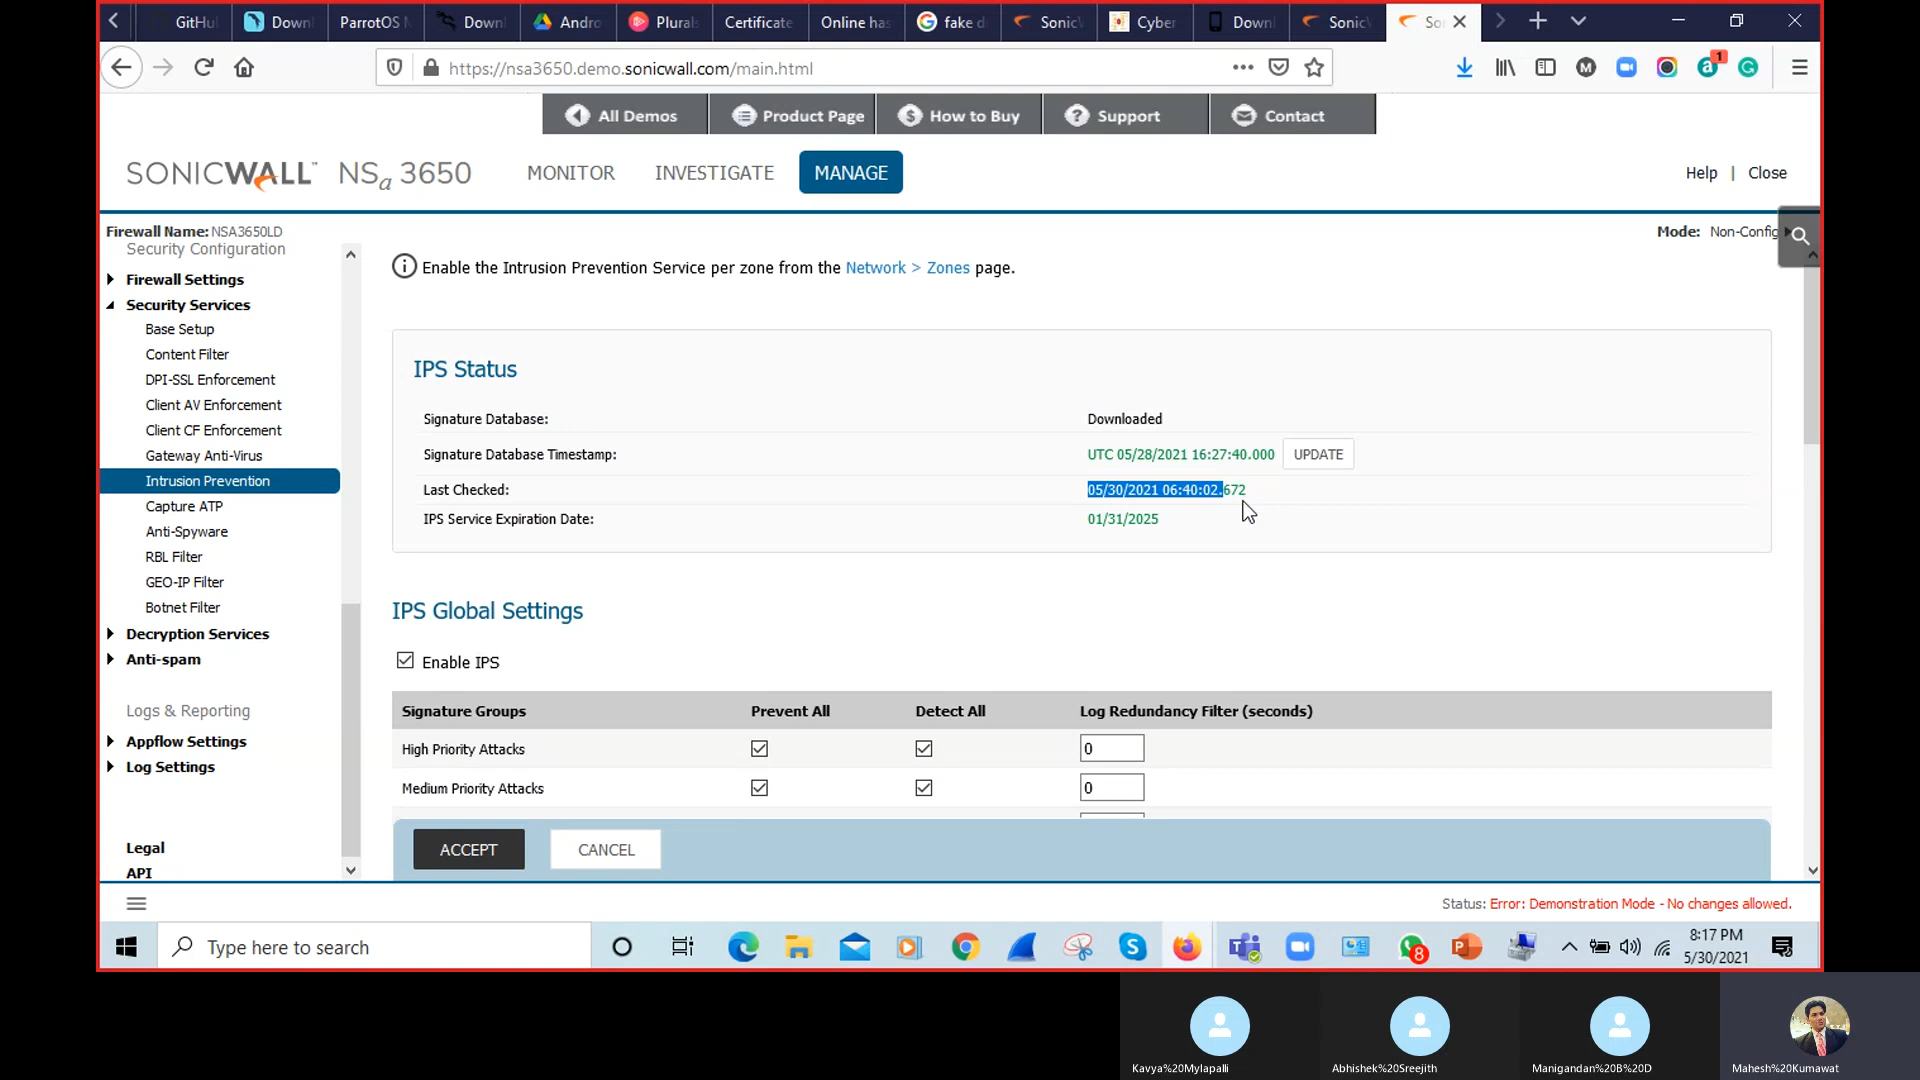 GitHu
Down
ParrotOS
Down
Andro
Plural
Certificate
Online has
fake d
Sonic
Cyber
Down
Sonic
So
https://nsa3650.demo.sonicwall.com/main.html
1
All Demos
Product Page
How to Buy
Support
Contact
SONICWALL NSa 3650
MONITOR
INVESTIGATE
MANAGE
Help | Close
Firewall Name: NSA3650LD
Mode: Non-Config
Security Configuration
Firewall Settings
Security Services
Base Setup
Content Filter
DPI-SSL Enforcement
Client AV Enforcement
Client CF Enforcement
Gateway Anti-Virus
Intrusion Prevention
Capture ATP
Anti-Spyware
RBL Filter
GEO-IP Filter
Botnet Filter
Decryption Services
Anti-spam
Logs & Reporting
Appflow Settings
Log Settings
Legal
API
Enable the Intrusion Prevention Service per zone from the Network > Zones page.
IPS Status
Signature Database: Downloaded
Signature Database Timestamp: UTC 05/28/2021 16:27:40.000 UPDATE
Last Checked: 05/30/2021 06:40:02.672
IPS Service Expiration Date: 01/31/2025
IPS Global Settings
Enable IPS
Signature Groups Prevent All Detect All Log Redundancy Filter (seconds)
High Priority Attacks 0
Medium Priority Attacks 0
ACCEPT CANCEL
Status: Error: Demonstration Mode - No changes allowed.
Type here to search
8
8:17 PM
5/30/2021
Kavya%20Mylapalli
Abhishek%20Sreejith
Manigandan%20B%20D
Mahesh%20Kumawat